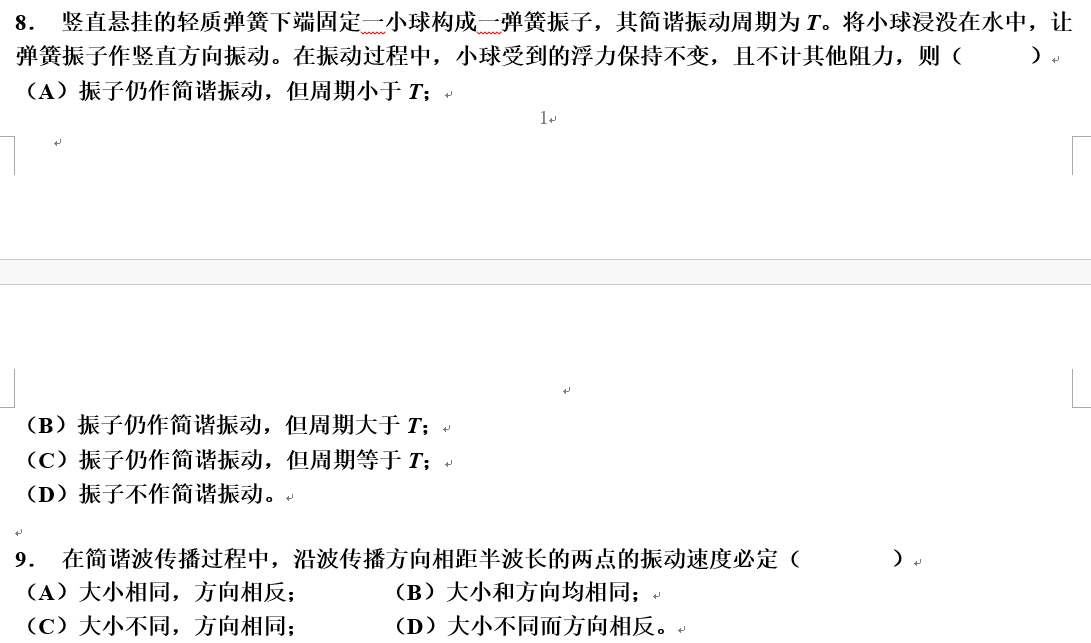 8． 竖直悬挂的轻质弹簧下端固定一小球构成一弹簧振子，其简谐振动周期为 T。将小球浸没在水中，让
弹簧振子作竖直方向振动。在振动过程中，小球受到的浮力保持不变，且不计其他阻力，则（　　）
（A）振子仍作简谐振动，但周期小于 T；
1
（B）振子仍作简谐振动，但周期大于 T；
（C）振子仍作简谐振动，但周期等于 T；
（D）振子不作简谐振动。
9． 在简谐波传播过程中，沿波传播方向相距半波长的两点的振动速度必定（　　）
（A）大小相同，方向相反； （B）大小和方向均相同；
（C）大小不同，方向相同； （D）大小不同而方向相反。